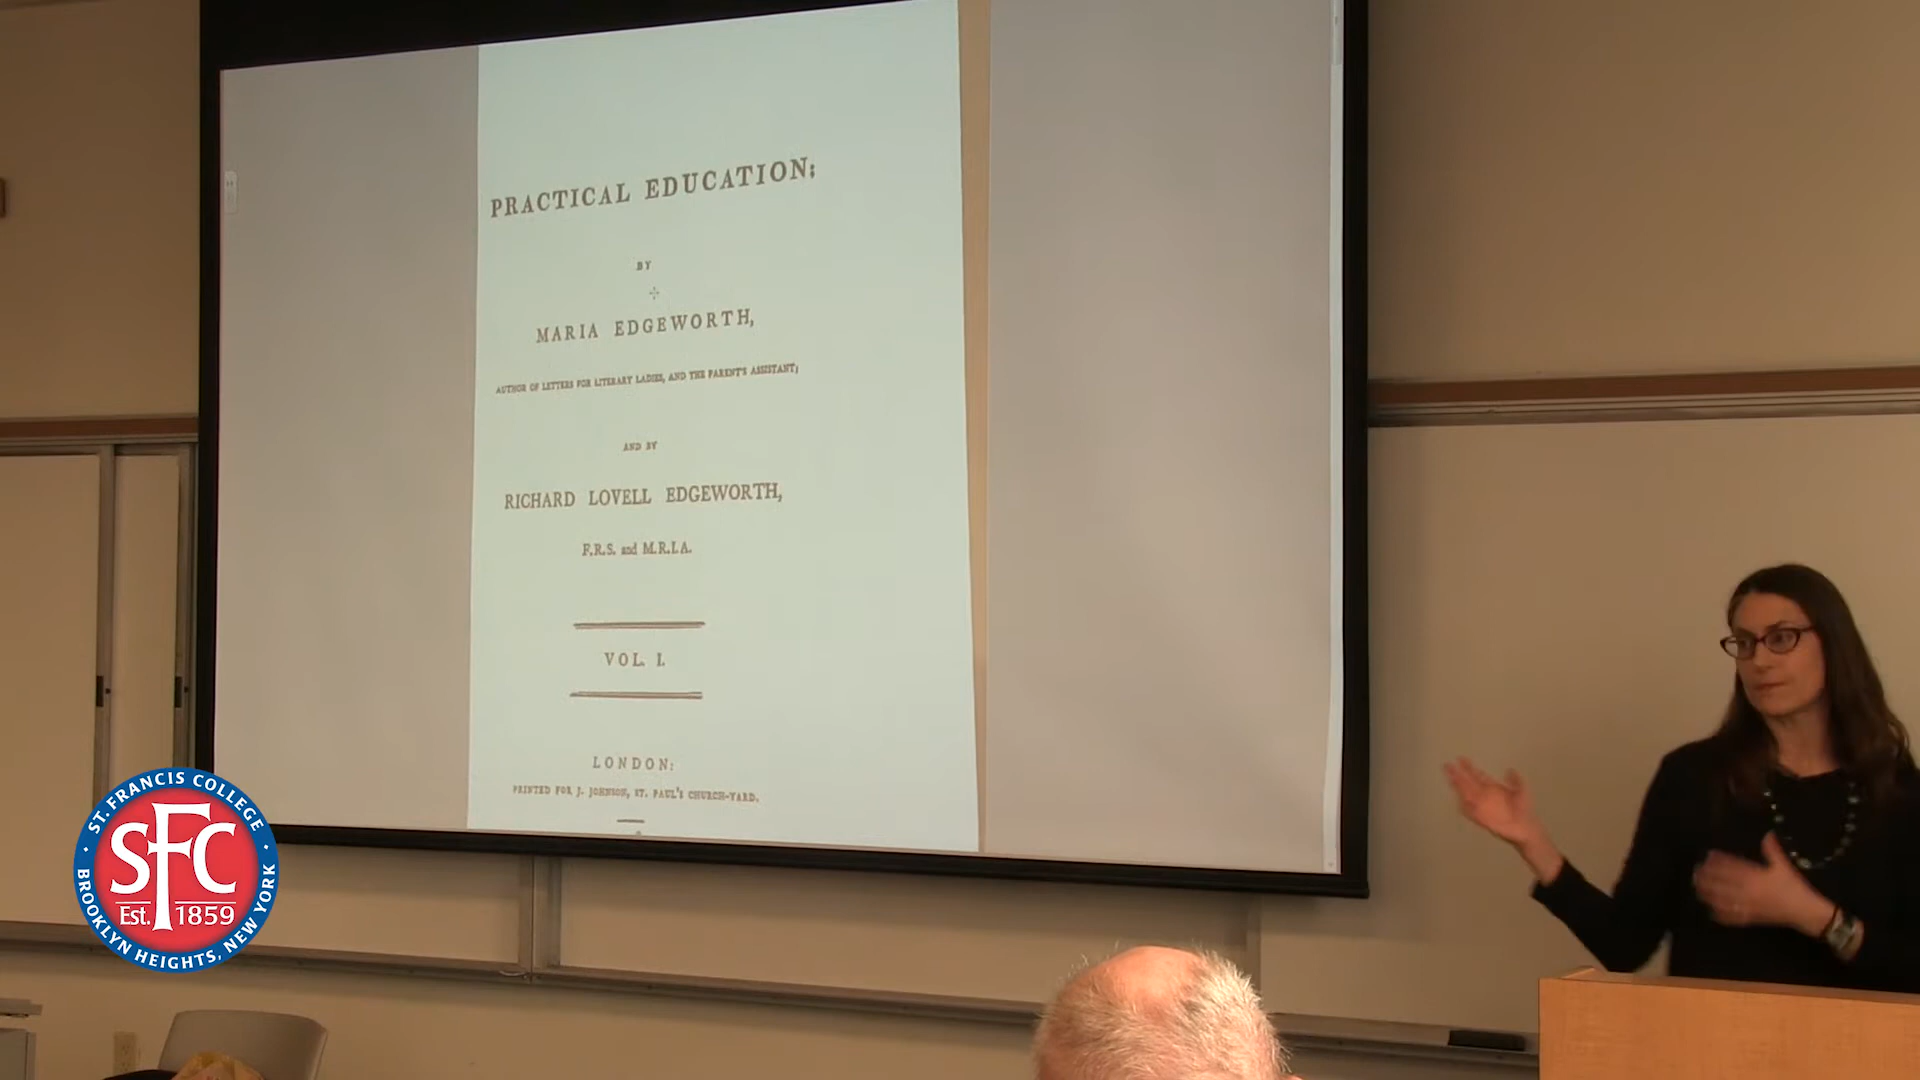 PRACTICAL EDUCATION:
BY
MARIA EDGEWORTH,
AUTHOR OF LETTERS FOR LITERARY LADIES, AND THE PARENT'S ASSISTANT;
AND BY
RICHARD LOVELL EDGEWORTH,
F.R.S. and M.R.I.A.
VOL. I.
LONDON:
PRINTED FOR J. JOHNSON, ST. PAUL'S CHURCH-YARD.
ST. FRANCIS COLLEGE
SFC
Est. 1859
BROOKLYN HEIGHTS, NEW YORK